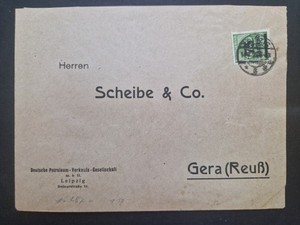 Herren
Scheibe & Co.
Deutsche Petroleum-Verkaufs-Gesellschaft
m. b. H.
Leipzig
Gera (Reuß)